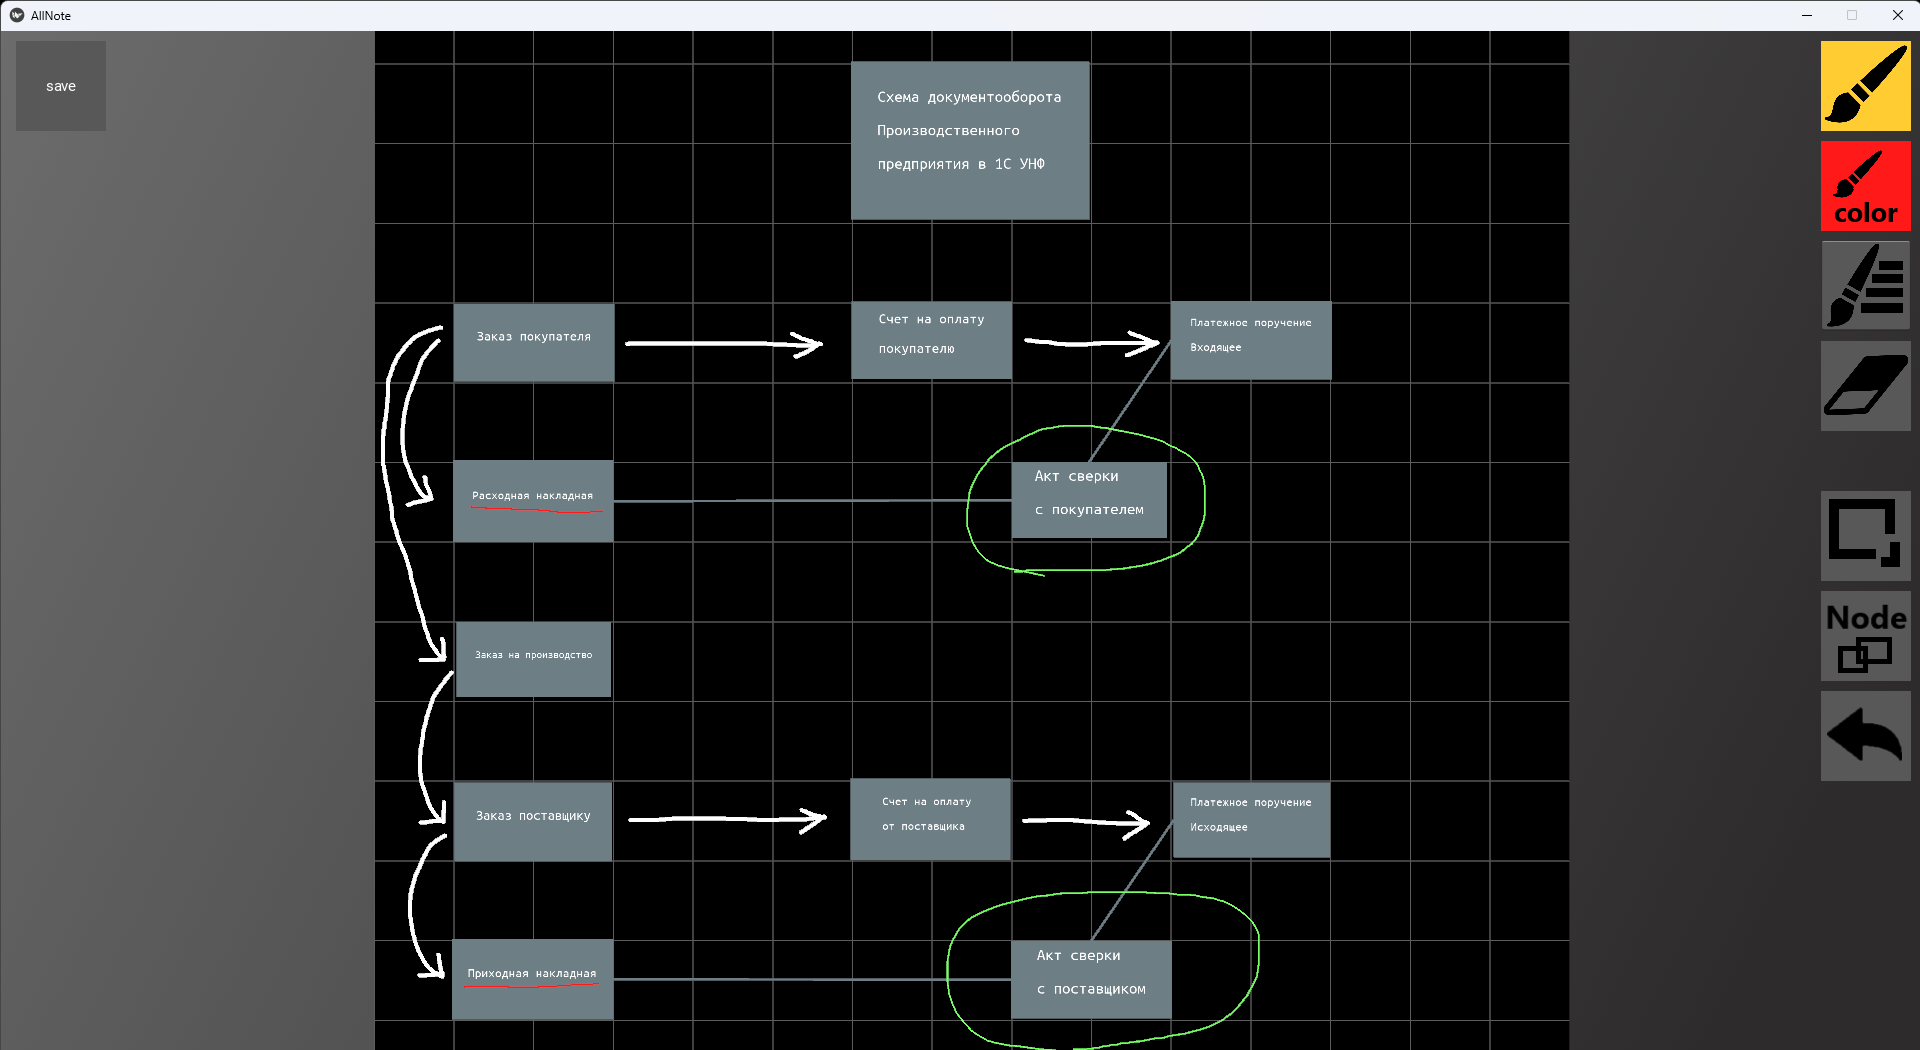 AllNote
save
Схема документооборота
Производственного
предприятия в 1С УНФ
color
Заказ покупателя
Счет на оплату
покупателю
Платежное поручение
Входящее
Расходная накладная
Акт сверки
с покупателем
Node
Заказ на производство
Заказ поставщику
Счет на оплату
от поставщика
Платежное поручение
Исходящее
Приходная накладная
Акт сверки
с поставщиком